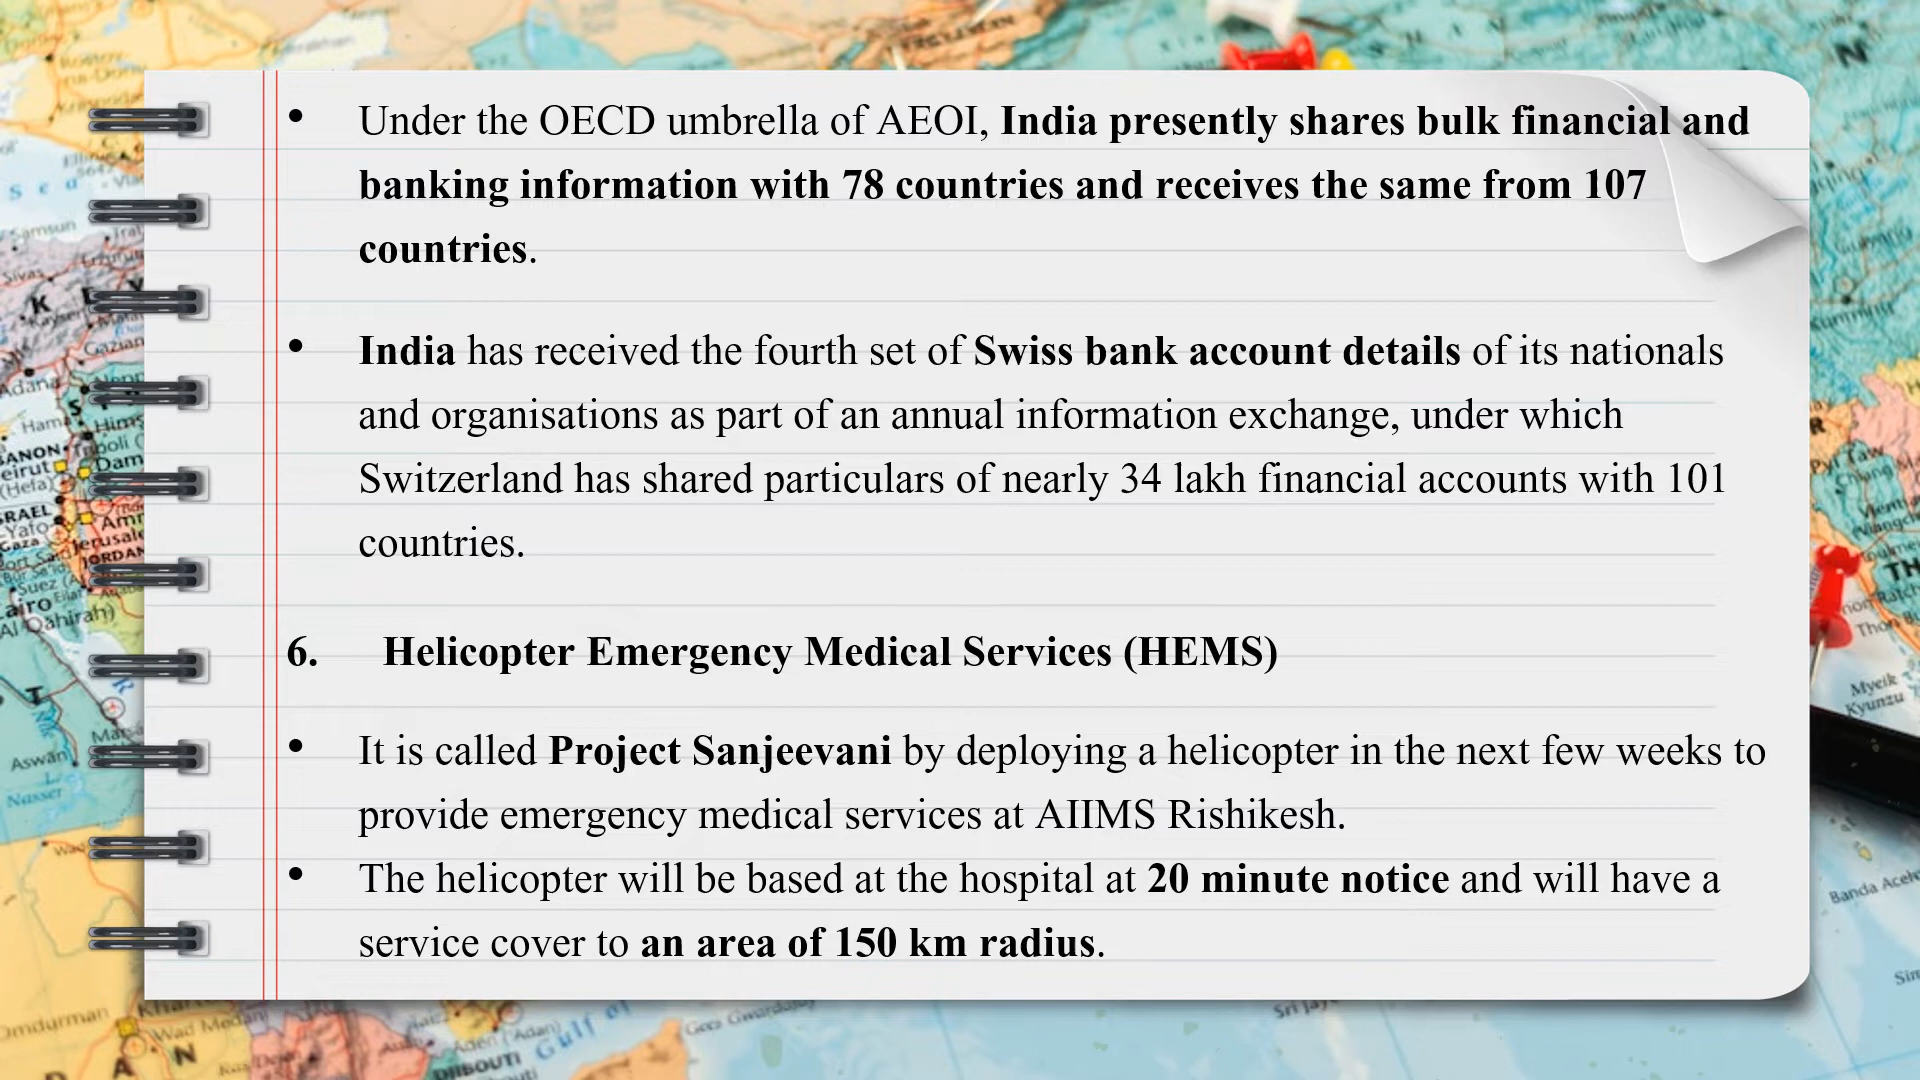 • Under the OECD umbrella of AEOI, India presently shares bulk financial and
banking information with 78 countries and receives the same from 107
countries.
• India has received the fourth set of Swiss bank account details of its nationals
and organisations as part of an annual information exchange, under which
Switzerland has shared particulars of nearly 34 lakh financial accounts with 101
countries.
6. Helicopter Emergency Medical Services (HEMS)
• It is called Project Sanjeevani by deploying a helicopter in the next few weeks to
provide emergency medical services at AIIMS Rishikesh.
• The helicopter will be based at the hospital at 20 minute notice and will have a
service cover to an area of 150 km radius.